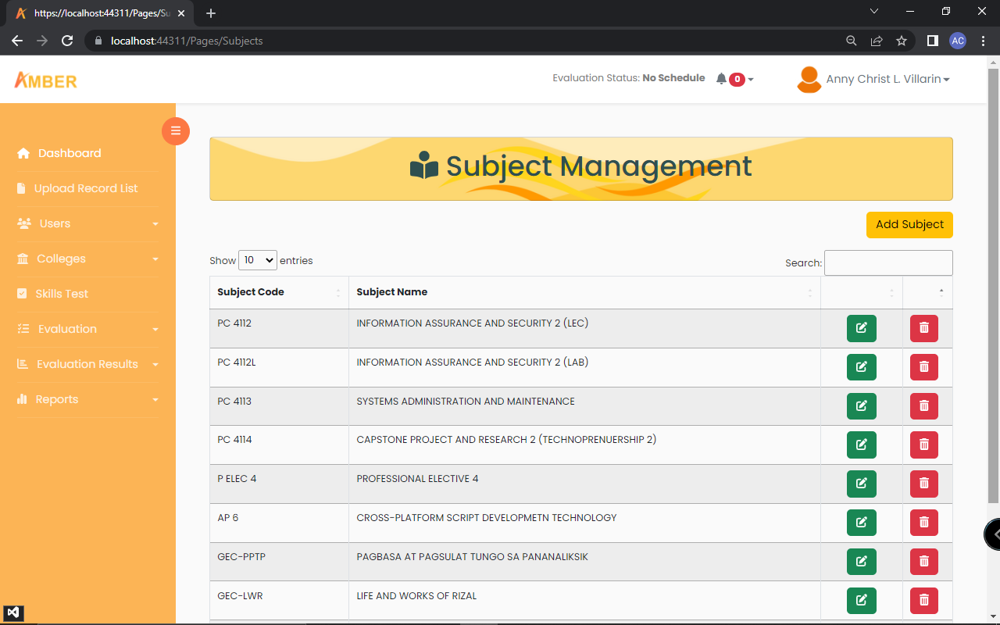 https://localhost:44311/Pages/Su
localhost:44311/Pages/Subjects
AC
AMBER
Evaluation Status: No Schedule
0
Anny Christ L. Villarin
Dashboard
Upload Record List
Users
Colleges
Skills Test
Evaluation
Evaluation Results
Reports
Subject Management
Add Subject
Show 10 entries
Search:
Subject Code Subject Name
PC 4112 INFORMATION ASSURANCE AND SECURITY 2 (LEC)
PC 4112L INFORMATION ASSURANCE AND SECURITY 2 (LAB)
PC 4113 SYSTEMS ADMINISTRATION AND MAINTENANCE
PC 4114 CAPSTONE PROJECT AND RESEARCH 2 (TECHNOPRENUERSHIP 2)
P ELEC 4 PROFESSIONAL ELECTIVE 4
AP 6 CROSS-PLATFORM SCRIPT DEVELOPMETN TECHNOLOGY
GEC-PPTP PAGBASA AT PAGSULAT TUNGO SA PANANALIKSIK
GEC-LWR LIFE AND WORKS OF RIZAL